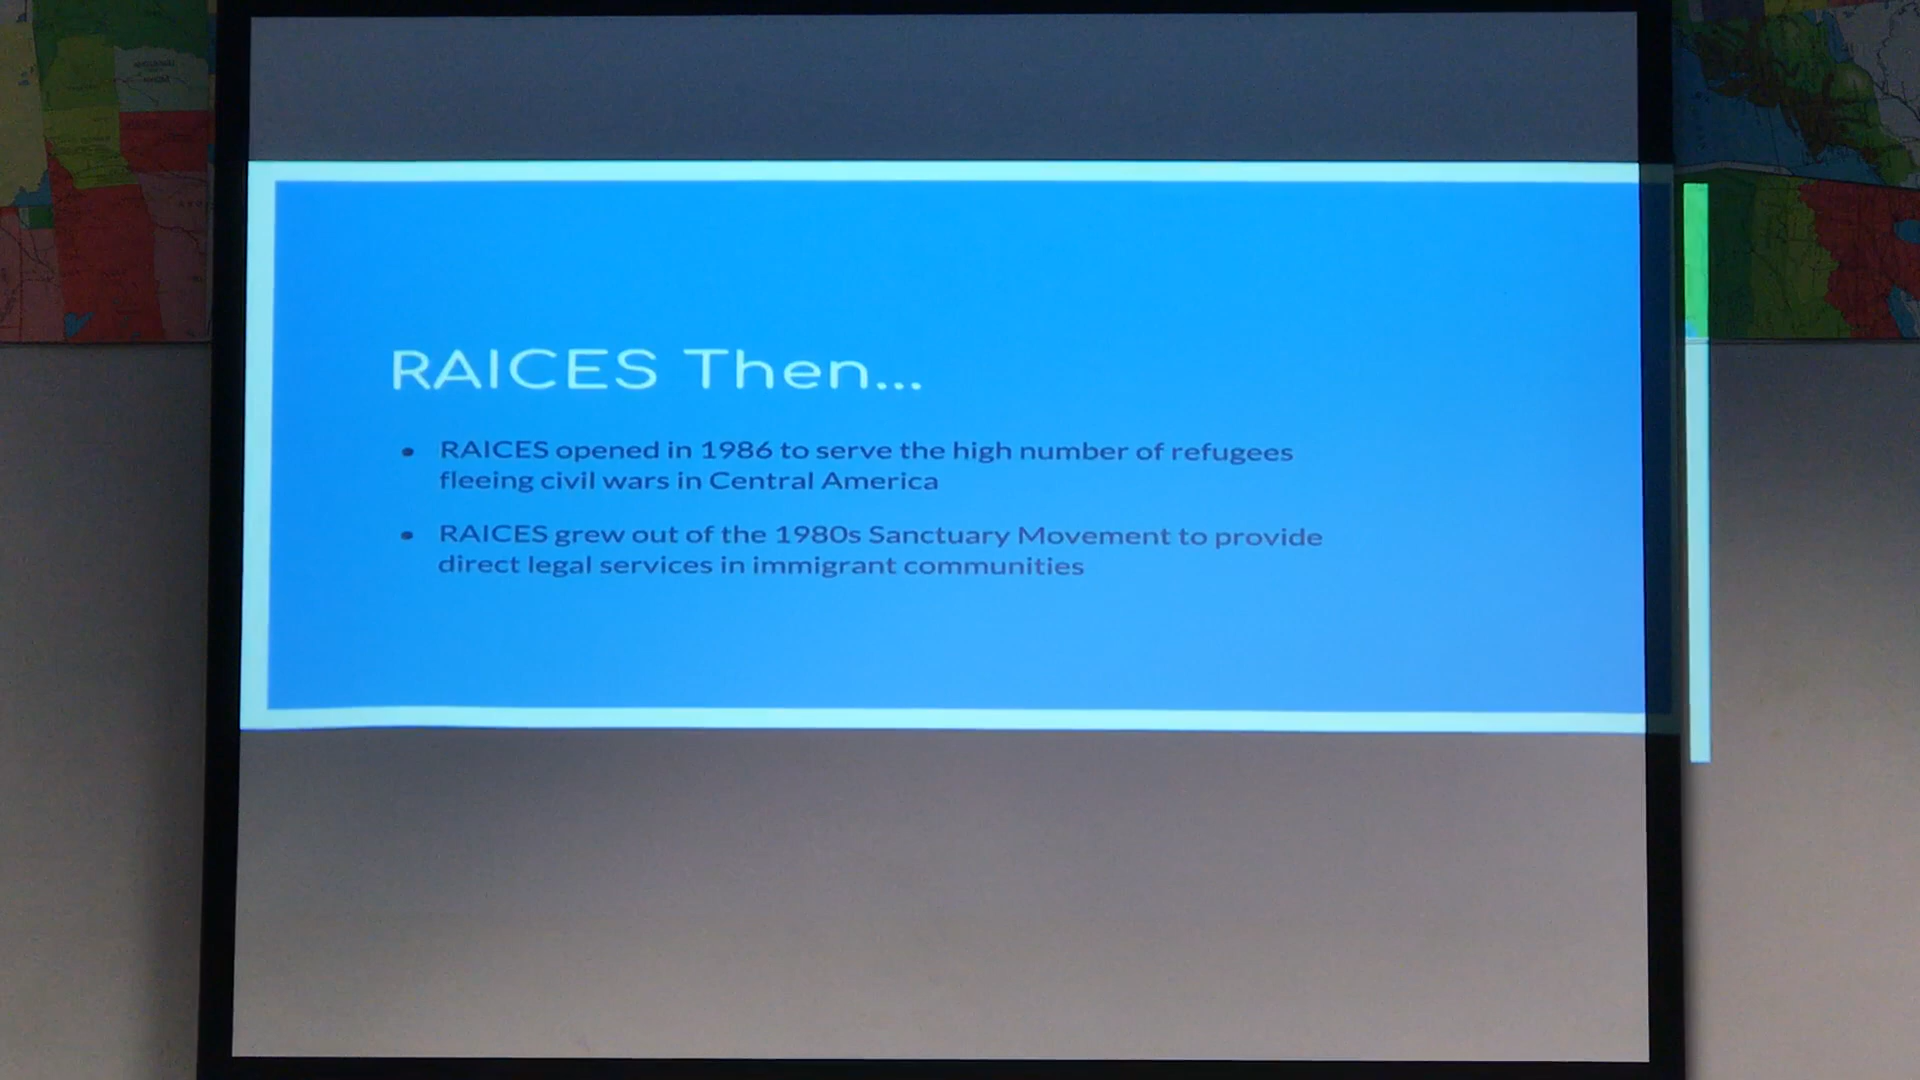 RAICES Then...
• RAICES opened in 1986 to serve the high number of refugees
fleeing civil wars in Central America
• RAICES grew out of the 1980s Sanctuary Movement to provide
direct legal services in immigrant communities